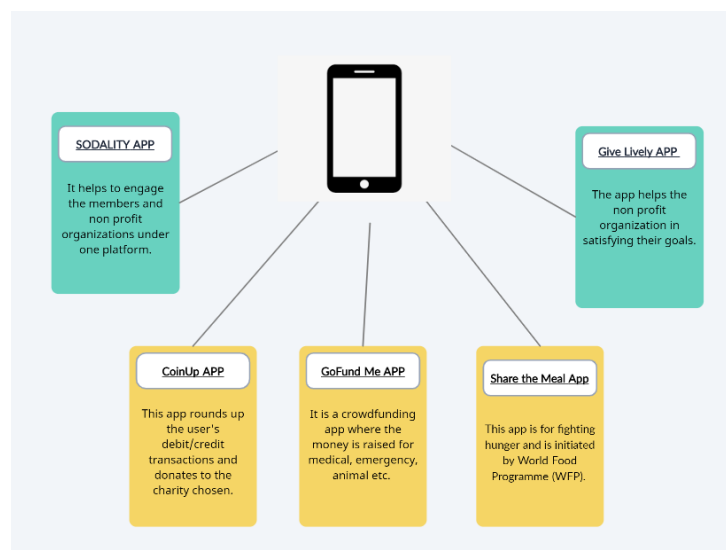 SODALITY APP
It helps to engage
the members and
non profit
organizations under
one platform.
Give Lively APP
The app helps the
non profit
organization in
satisfying their goals.
CoinUp APP
This app rounds up
the user's
debit/credit
transactions and
donates to the
charity chosen.
GoFund Me APP
It is a crowdfunding
app where the
money is raised for
medical, emergency,
animal etc.
Share the Meal App
This app is for fighting
hunger and is initiated
by World Food
Programme (WFP).